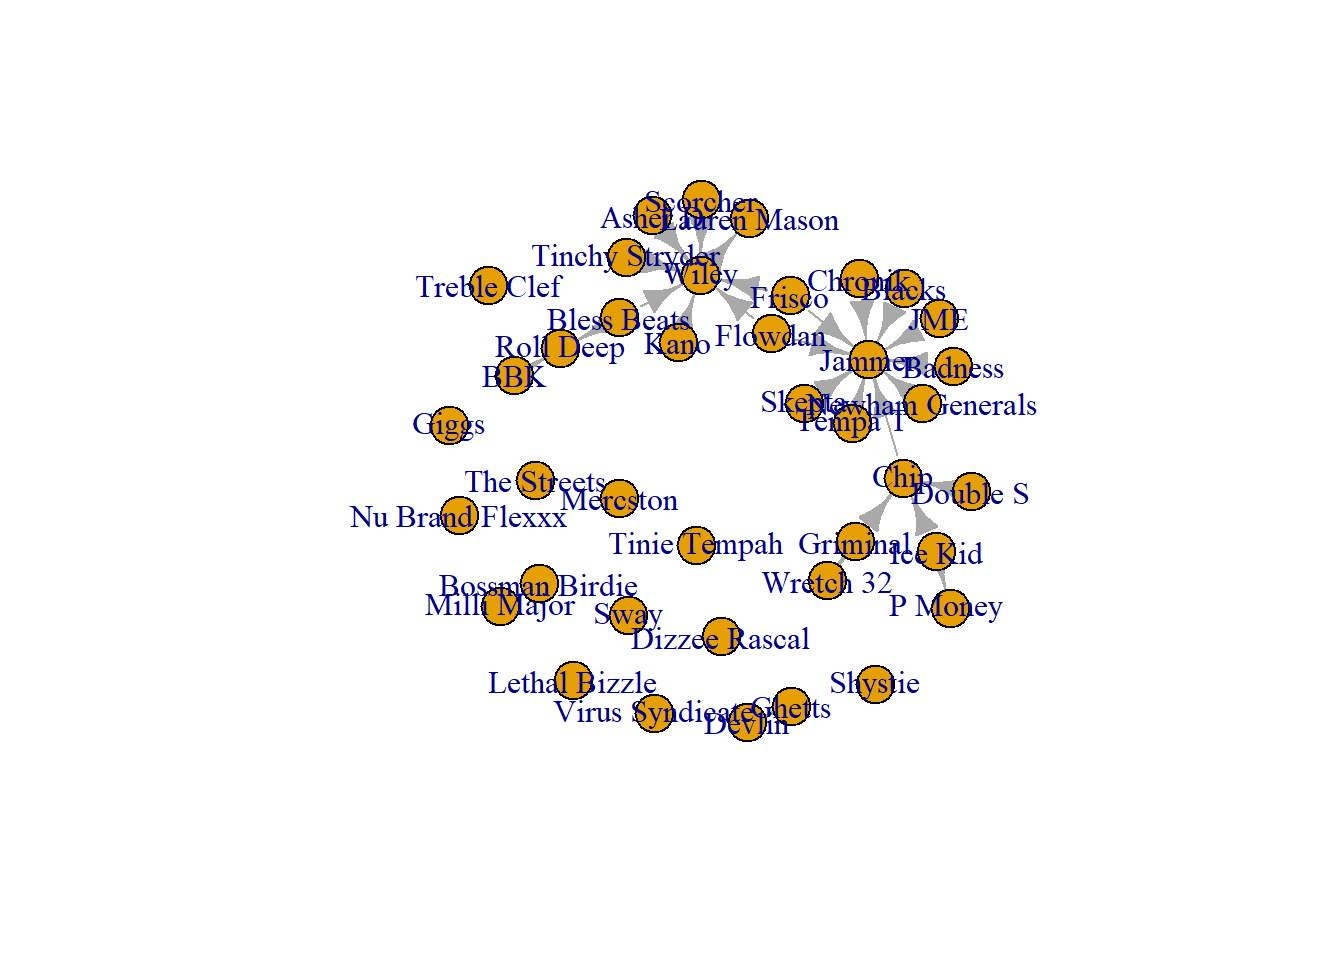 Scorcher
Asher D
Lauren Mason
Tinchy Stryder
Wiley
Treble Clef
Chronik
Blacks
Frisco
Bless Beats
JME
Flowdan
Roll Deep
Kano
Jammer
Badness
BBK
Skepta
Newham Generals
Tempa T
Giggs
The Streets
Chip
Double S
Mercston
Nu Brand Flexxx
Tinie Tempah
Griminal
Ice Kid
Bossman Birdie
Wretch 32
Milli Major
P Money
Sway
Dizzee Rascal
Lethal Bizzle
Shystie
Virus Syndicate
Ghetts
Devlin